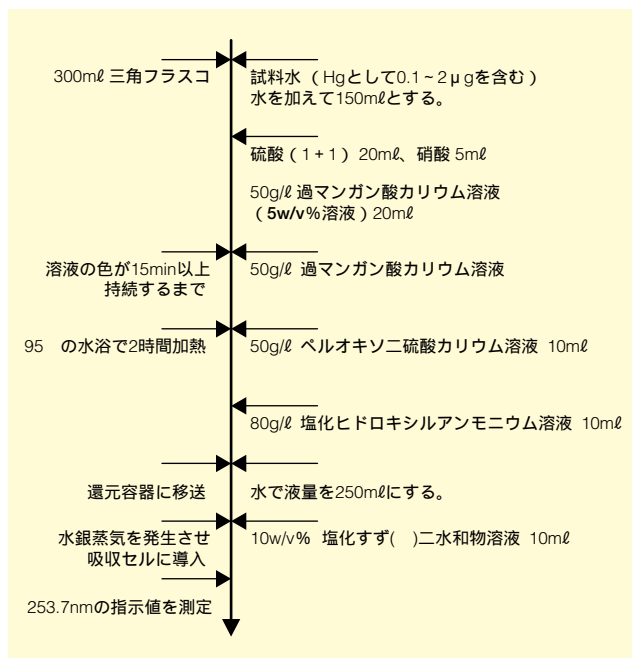 300mℓ 三角フラスコ
試料水 ( Hgとして0.1 ~ 2 μ gを含む )
水を加えて150mℓとする。
硫酸 ( 1 + 1 ) 20mℓ、硝酸 5mℓ
50g/ℓ 過マンガン酸カリウム溶液
( 5w/v%溶液 ) 20mℓ
溶液の色が15min以上
持続するまで
50g/ℓ 過マンガン酸カリウム溶液
95 の水浴で2時間加熱
50g/ℓ ペルオキソ二硫酸カリウム溶液 10mℓ
80g/ℓ 塩化ヒドロキシルアンモニウム溶液 10mℓ
還元容器に移送
水で液量を250mℓにする。
水銀蒸気を発生させ
吸収セルに導入
10w/v% 塩化すず( )二水和物溶液 10mℓ
253.7nmの指示値を測定